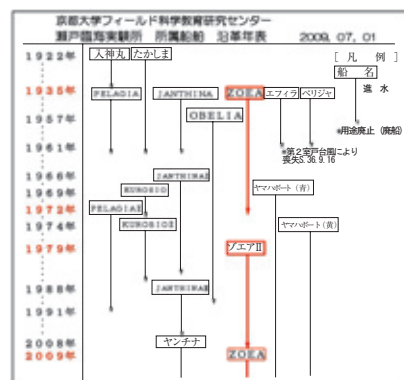 京都大学フィールド科学教育研究センター
瀬戸臨海実験所 所属船舶 沿革年表 2009. 07. 01
1922年 入神丸 たかしま [凡 例]
船 名
進 水
1935年 PELAGIA JANTHINA ZOEA エフィラ ベリジャ
1957年 OBELIA
*用途廃止(廃船)
1961年
*第2室戸台風により
喪失S.36.9.16
1966年 JANTHINAⅡ
1969年 KUROSIO ヤマハボート(青)
1972年 PELAGIAⅡ
1974年 KUROSIOⅡ ヤマハボート(黄)
1979年 ゾエアⅡ
1988年 JANTHINAⅢ
1991年
2008年 ヤンチナ
2009年 ZOEA